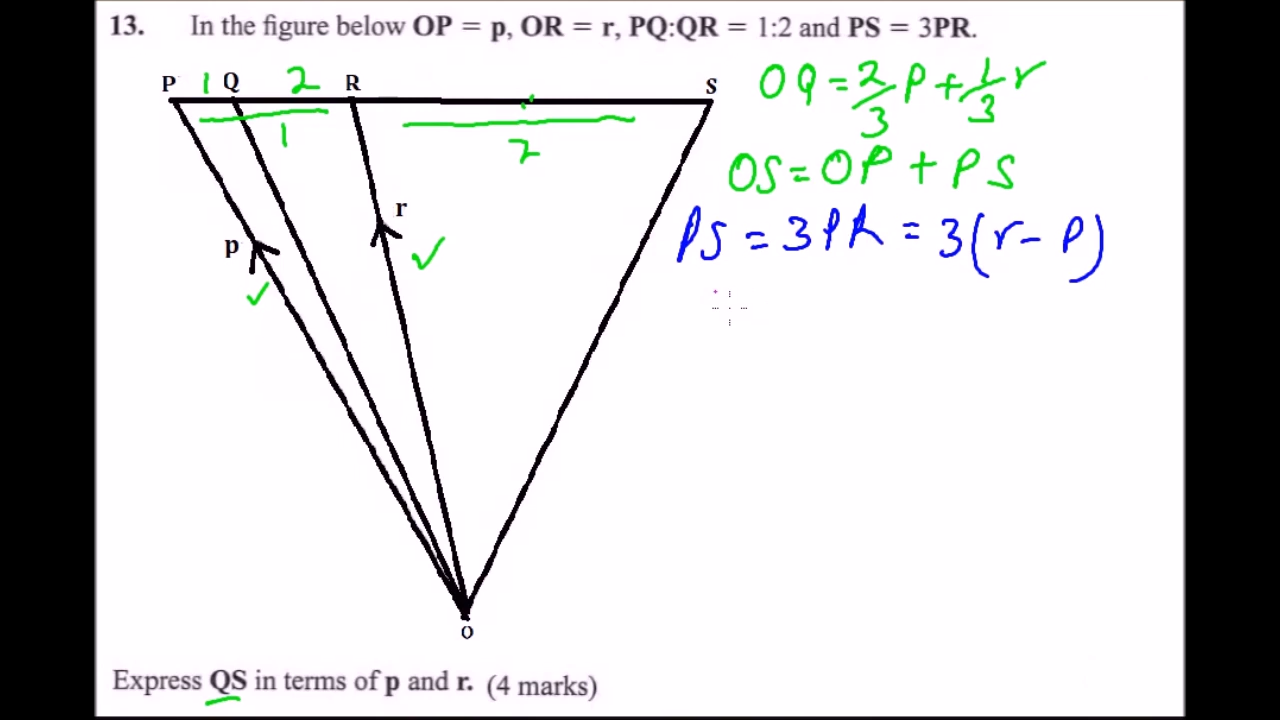 13. In the figure below OP = p, OR = r, PQ:QR = 1:2 and PS = 3PR.
P 1 Q 2 R S
1 2
OQ = 2/3 p + 1/3 r
OS = OP + PS
PS = 3PR = 3(r - p)
r
p
O
Express QS in terms of p and r. (4 marks)